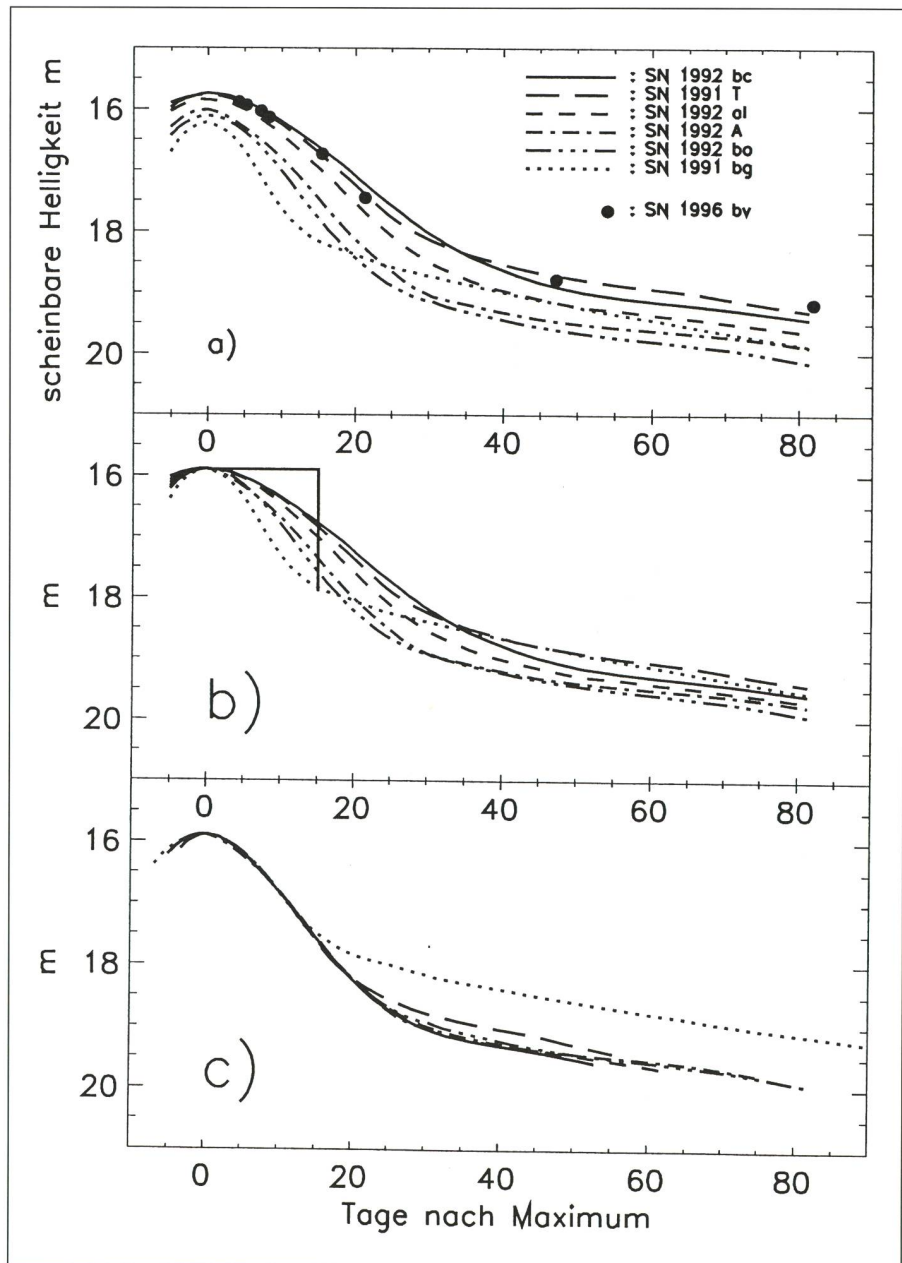 scheinbare Helligkeit m
16
18
20
: SN 1992 bc
: SN 1991 T
: SN 1992 al
: SN 1992 A
: SN 1992 bo
: SN 1991 bg
: SN 1996 bv
a)
0 20 40 60 80
m
16
18
20
b)
0 20 40 60 80
m
16
18
20
c)
0 20 40 60 80
Tage nach Maximum